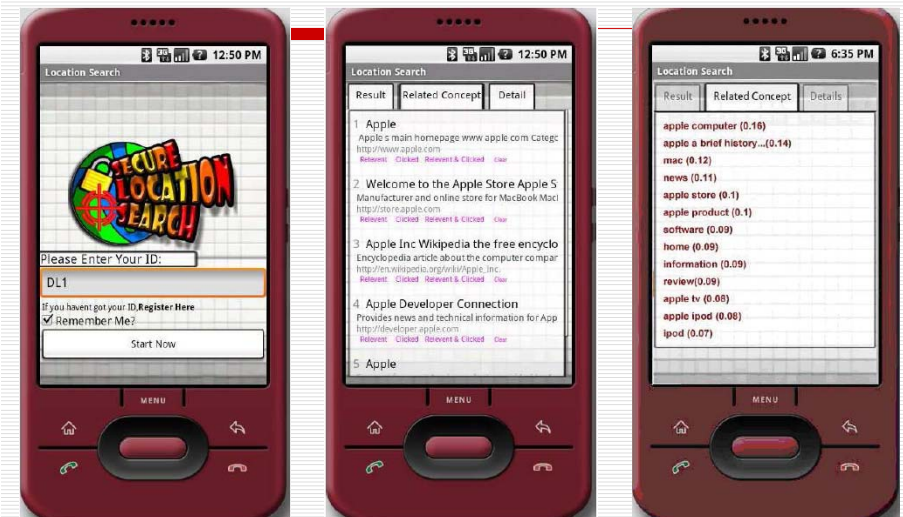 12:50 PM
Location Search
SECURE
LOCATION
SEARCH
Please Enter Your ID:
DL1
If you havent got your ID,Register Here
Remember Me?
Start Now
MENU
12:50 PM
Location Search
Result Related Concept Detail
1 Apple
Apple s main homepage www apple com Categc
http://www.apple.com
Relevent Clicked Relevent & Clicked Clear
2 Welcome to the Apple Store Apple S
Manufacturer and online store for MacBook Macl
http://store.apple.com
Relevent Clicked Relevent & Clicked Clear
3 Apple Inc Wikipedia the free encyclo
Encyclopedia article about the computer compar
http://en.wikipedia.org/wiki/Apple_Inc.
Relevent Clicked Relevent & Clicked Clear
4 Apple Developer Connection
Provides news and technical information for App
http://developer.apple.com
Relevent Clicked Relevent & Clicked Clear
5 Apple
MENU
6:35 PM
Location Search
Result Related Concept Details
apple computer (0.16)
apple a brief history...(0.14)
mac (0.12)
news (0.11)
apple store (0.1)
apple product (0.1)
software (0.09)
home (0.09)
information (0.09)
review(0.09)
apple tv (0.08)
apple ipod (0.08)
ipod (0.07)
MENU